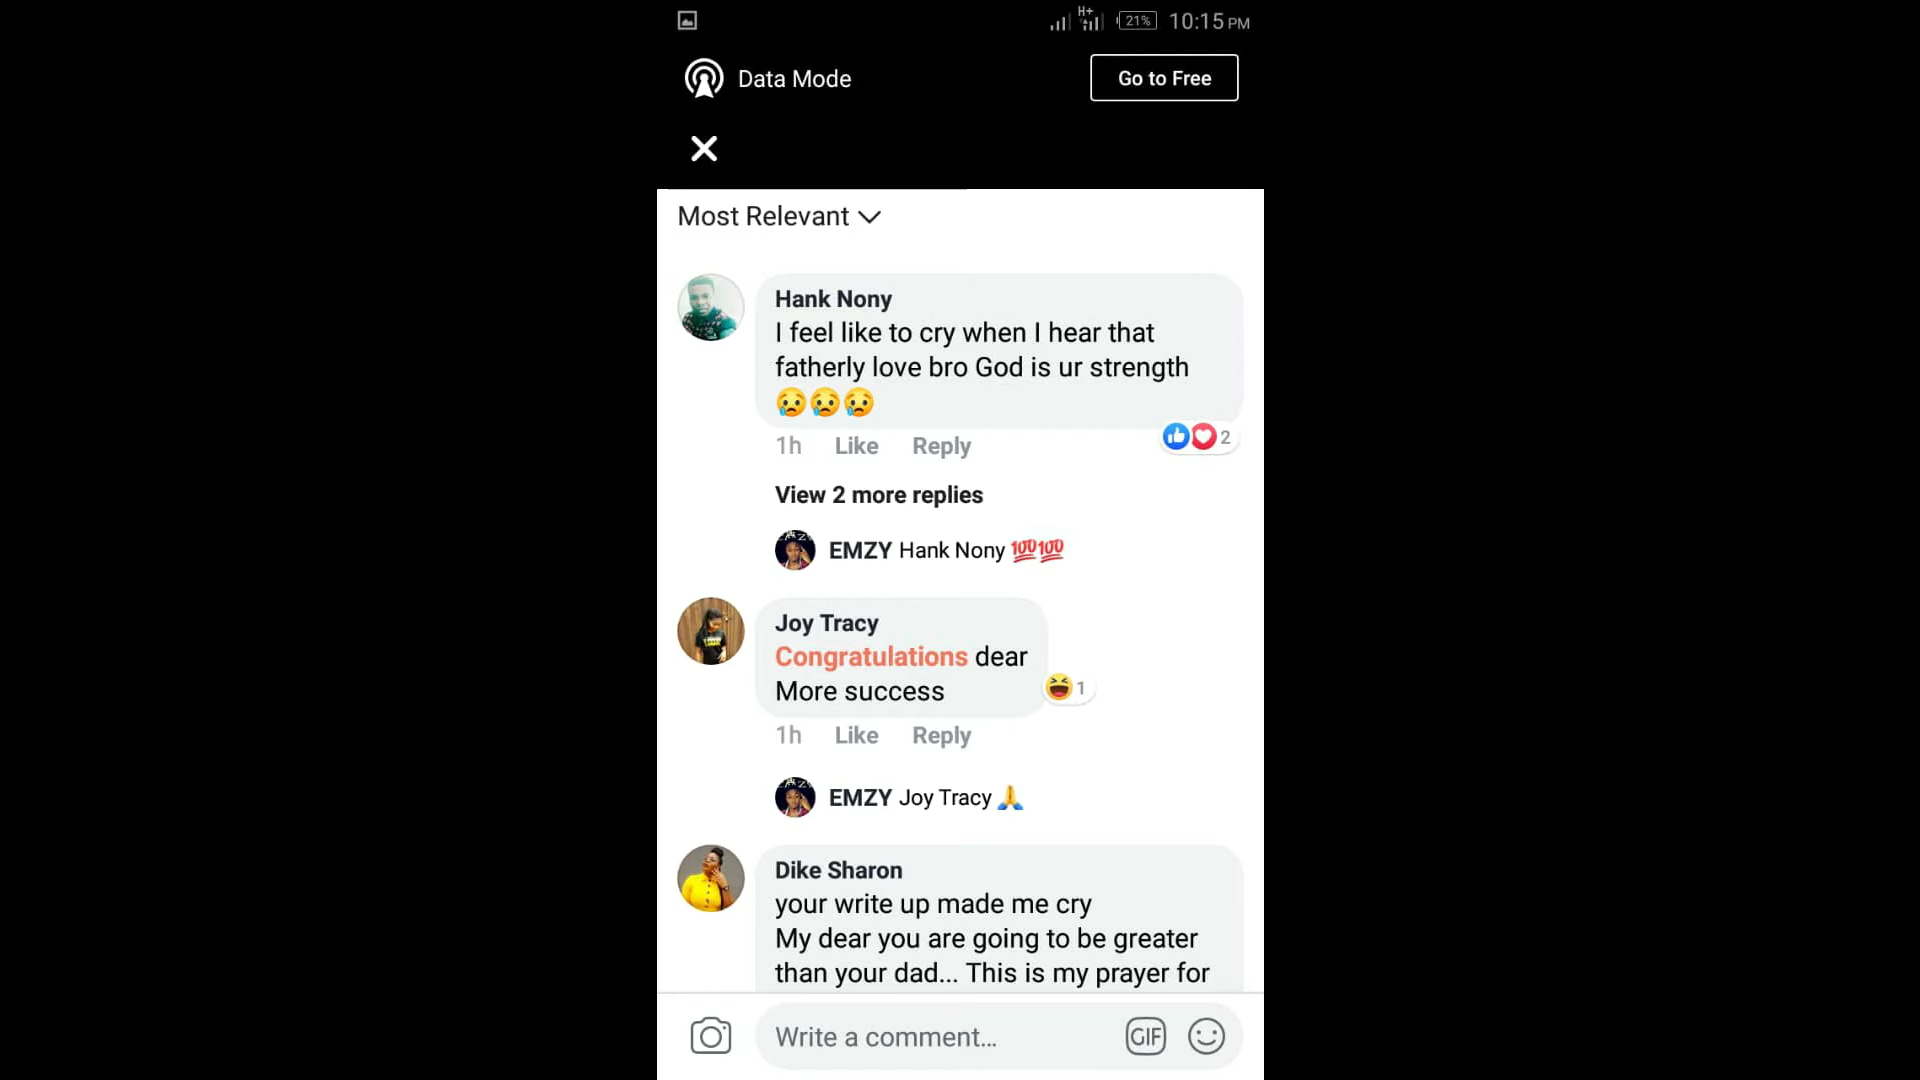 H+
21% 10:15 PM
Data Mode
Go to Free
Most Relevant
Hank Nony
I feel like to cry when I hear that
fatherly love bro God is ur strength
😢😢😢
1h Like Reply 2
View 2 more replies
EMZY Hank Nony 💯💯
Joy Tracy
Congratulations dear
More success
1
1h Like Reply
EMZY Joy Tracy 🙏
Dike Sharon
your write up made me cry
My dear you are going to be greater
than your dad... This is my prayer for
Write a comment... GIF